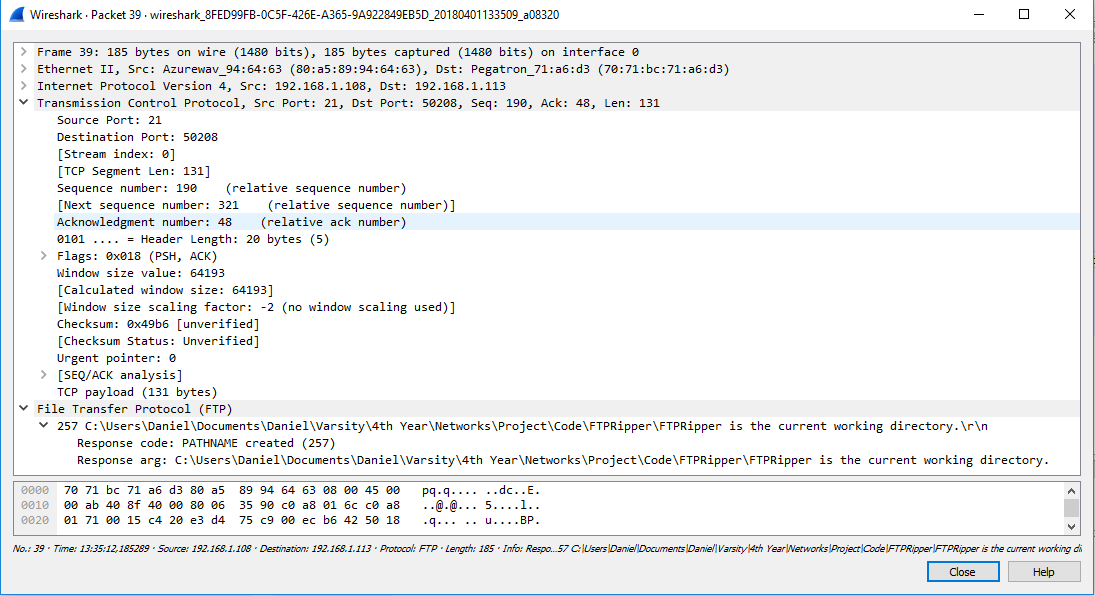 Wireshark · Packet 39 · wireshark_8FED99FB-0C5F-426E-A365-9A922849EB5D_20180401133509_a08320
Frame 39: 185 bytes on wire (1480 bits), 185 bytes captured (1480 bits) on interface 0
Ethernet II, Src: Azurewav_94:64:63 (80:a5:89:94:64:63), Dst: Pegatron_71:a6:d3 (70:71:bc:71:a6:d3)
Internet Protocol Version 4, Src: 192.168.1.108, Dst: 192.168.1.113
Transmission Control Protocol, Src Port: 21, Dst Port: 50208, Seq: 190, Ack: 48, Len: 131
Source Port: 21
Destination Port: 50208
[Stream index: 0]
[TCP Segment Len: 131]
Sequence number: 190    (relative sequence number)
[Next sequence number: 321    (relative sequence number)]
Acknowledgment number: 48    (relative ack number)
0101 .... = Header Length: 20 bytes (5)
Flags: 0x018 (PSH, ACK)
Window size value: 64193
[Calculated window size: 64193]
[Window size scaling factor: -2 (no window scaling used)]
Checksum: 0x49b6 [unverified]
[Checksum Status: Unverified]
Urgent pointer: 0
[SEQ/ACK analysis]
TCP payload (131 bytes)
File Transfer Protocol (FTP)
257 C:\Users\Daniel\Documents\Daniel\Varsity\4th Year\Networks\Project\Code\FTPRipper\FTPRipper is the current working directory.\r\n
Response code: PATHNAME created (257)
Response arg: C:\Users\Daniel\Documents\Daniel\Varsity\4th Year\Networks\Project\Code\FTPRipper\FTPRipper is the current working directory.
0000  70 71 bc 71 a6 d3 80 a5  89 94 64 63 08 00 45 00   pq.q.... ..dc..E.
0010  00 ab 40 8f 40 00 80 06  35 90 c0 a8 01 6c c0 a8   ..@.@... 5....l..
0020  01 71 00 15 c4 20 e3 d4  75 c9 00 ec b6 42 50 18   .q... .. u....BP.
No.: 39 · Time: 13:35:12,185289 · Source: 192.168.1.108 · Destination: 192.168.1.113 · Protocol: FTP · Length: 185 · Info: Respo...57 C:\Users\Daniel\Documents\Daniel\Varsity\4th Year\Networks\Project\Code\FTPRipper\FTPRipper is the current working di
Close Help